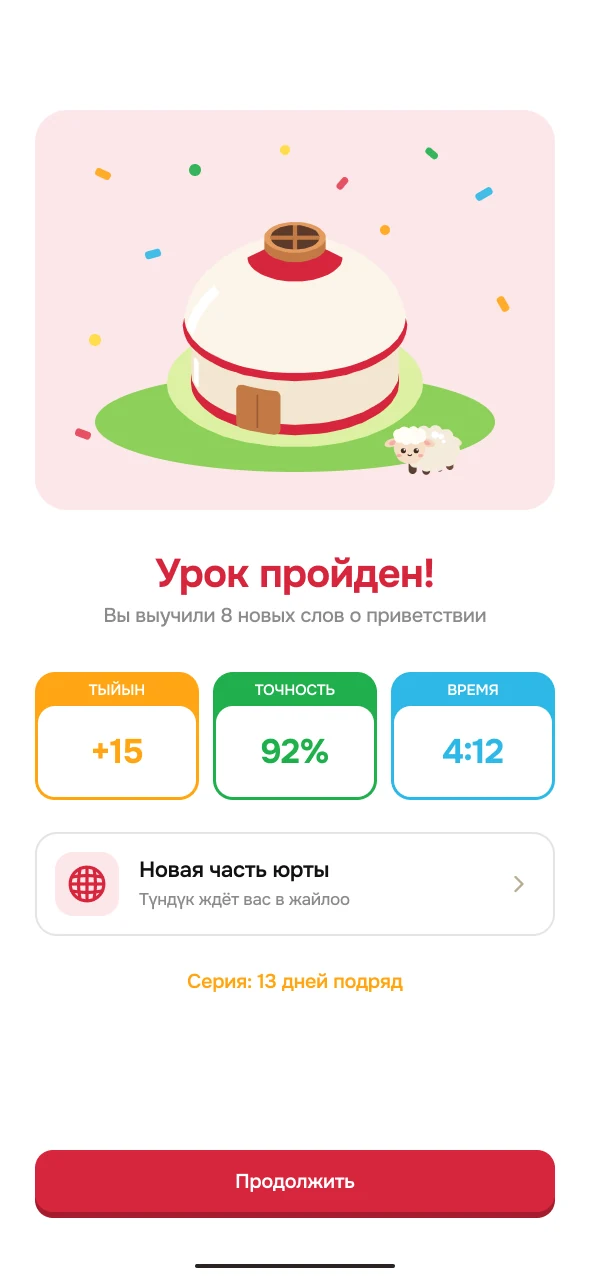 Урок пройден!
Вы выучили 8 новых слов о приветствии
ТЫЙЫН
ТОЧНОСТЬ
ВРЕМЯ
+15
92%
4:12
Новая часть юрты
Түндүк ждёт вас в жайлоо
Серия: 13 дней подряд
Продолжить